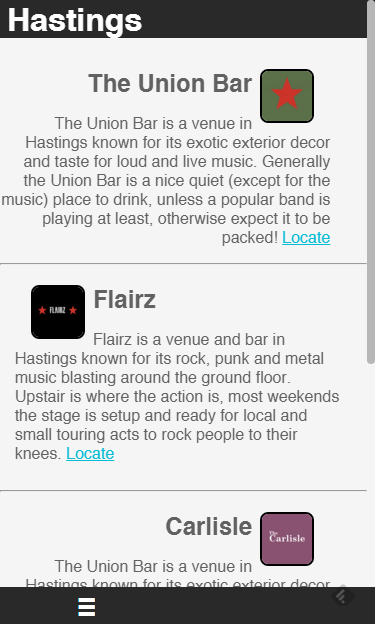 Hastings
The Union Bar
The Union Bar is a venue in
Hastings known for its exotic exterior decor
and taste for loud and live music. Generally
the Union Bar is a nice quiet (except for the
music) place to drink, unless a popular band is
playing at least, otherwise expect it to be
packed! Locate
FLAIRZ
Flairz
Flairz is a venue and bar in
Hastings known for its rock, punk and metal
music blasting around the ground floor.
Upstair is where the action is, most weekends
the stage is setup and ready for local and
small touring acts to rock people to their
knees. Locate
Carlisle
The
Carlisle
The Union Bar is a venue in
Hastings known for its exotic exterior decor